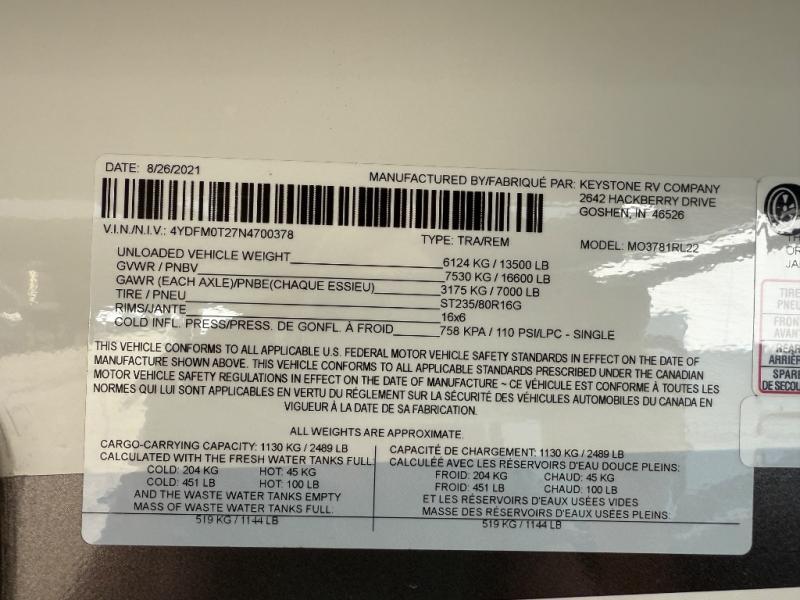 DATE: 8/26/2021
MANUFACTURED BY/FABRIQUÉ PAR: KEYSTONE RV COMPANY
2642 HACKBERRY DRIVE
GOSHEN, IN 46526
V.I.N./N.I.V.: 4YDFM0T27N4700378
TYPE: TRA/REM
MODEL: MO3781RL22
UNLOADED VEHICLE WEIGHT 6124 KG / 13500 LB
GVWR / PNBV 7530 KG / 16600 LB
GAWR (EACH AXLE)/PNBE(CHAQUE ESSIEU) 3175 KG / 7000 LB
TIRE / PNEU ST235/80R16G
RIMS/JANTE 16x6
COLD INFL. PRESS/PRESS. DE GONFL. À FROID 758 KPA / 110 PSI/LPC - SINGLE
THIS VEHICLE CONFORMS TO ALL APPLICABLE U.S. FEDERAL MOTOR VEHICLE SAFETY STANDARDS IN EFFECT ON THE DATE OF
MANUFACTURE SHOWN ABOVE. THIS VEHICLE CONFORMS TO ALL APPLICABLE STANDARDS PRESCRIBED UNDER THE CANADIAN
MOTOR VEHICLE SAFETY REGULATIONS IN EFFECT ON THE DATE OF MANUFACTURE ~ CE VÉHICULE EST CONFORME À TOUTES LES
NORMES QUI LUI SONT APPLICABLES EN VERTU DU RÉGLEMENT SUR LA SÉCURITÉ DES VÉHICULES AUTOMOBILES DU CANADA EN
VIGUEUR À LA DATE DE SA FABRICATION.
ALL WEIGHTS ARE APPROXIMATE.
CARGO-CARRYING CAPACITY: 1130 KG / 2489 LB
CALCULATED WITH THE FRESH WATER TANKS FULL:
COLD: 204 KG HOT: 45 KG
COLD: 451 LB HOT: 100 LB
AND THE WASTE WATER TANKS EMPTY
MASS OF WASTE WATER TANKS FULL:
519 KG / 1144 LB
CAPACITÉ DE CHARGEMENT: 1130 KG / 2489 LB
CALCULÉE AVEC LES RÉSERVOIRS D'EAU DOUCE PLEINS:
FROID: 204 KG CHAUD: 45 KG
FROID: 451 LB CHAUD: 100 LB
ET LES RÉSERVOIRS D'EAUX USÉES VIDES
MASSE DES RÉSERVOIRS D'EAUX USÉES PLEINS:
519 KG / 1144 LB
TIRE
PNEU
FRONT
AVANT
REAR
ARRIÈR
SPARE
DE SECOU